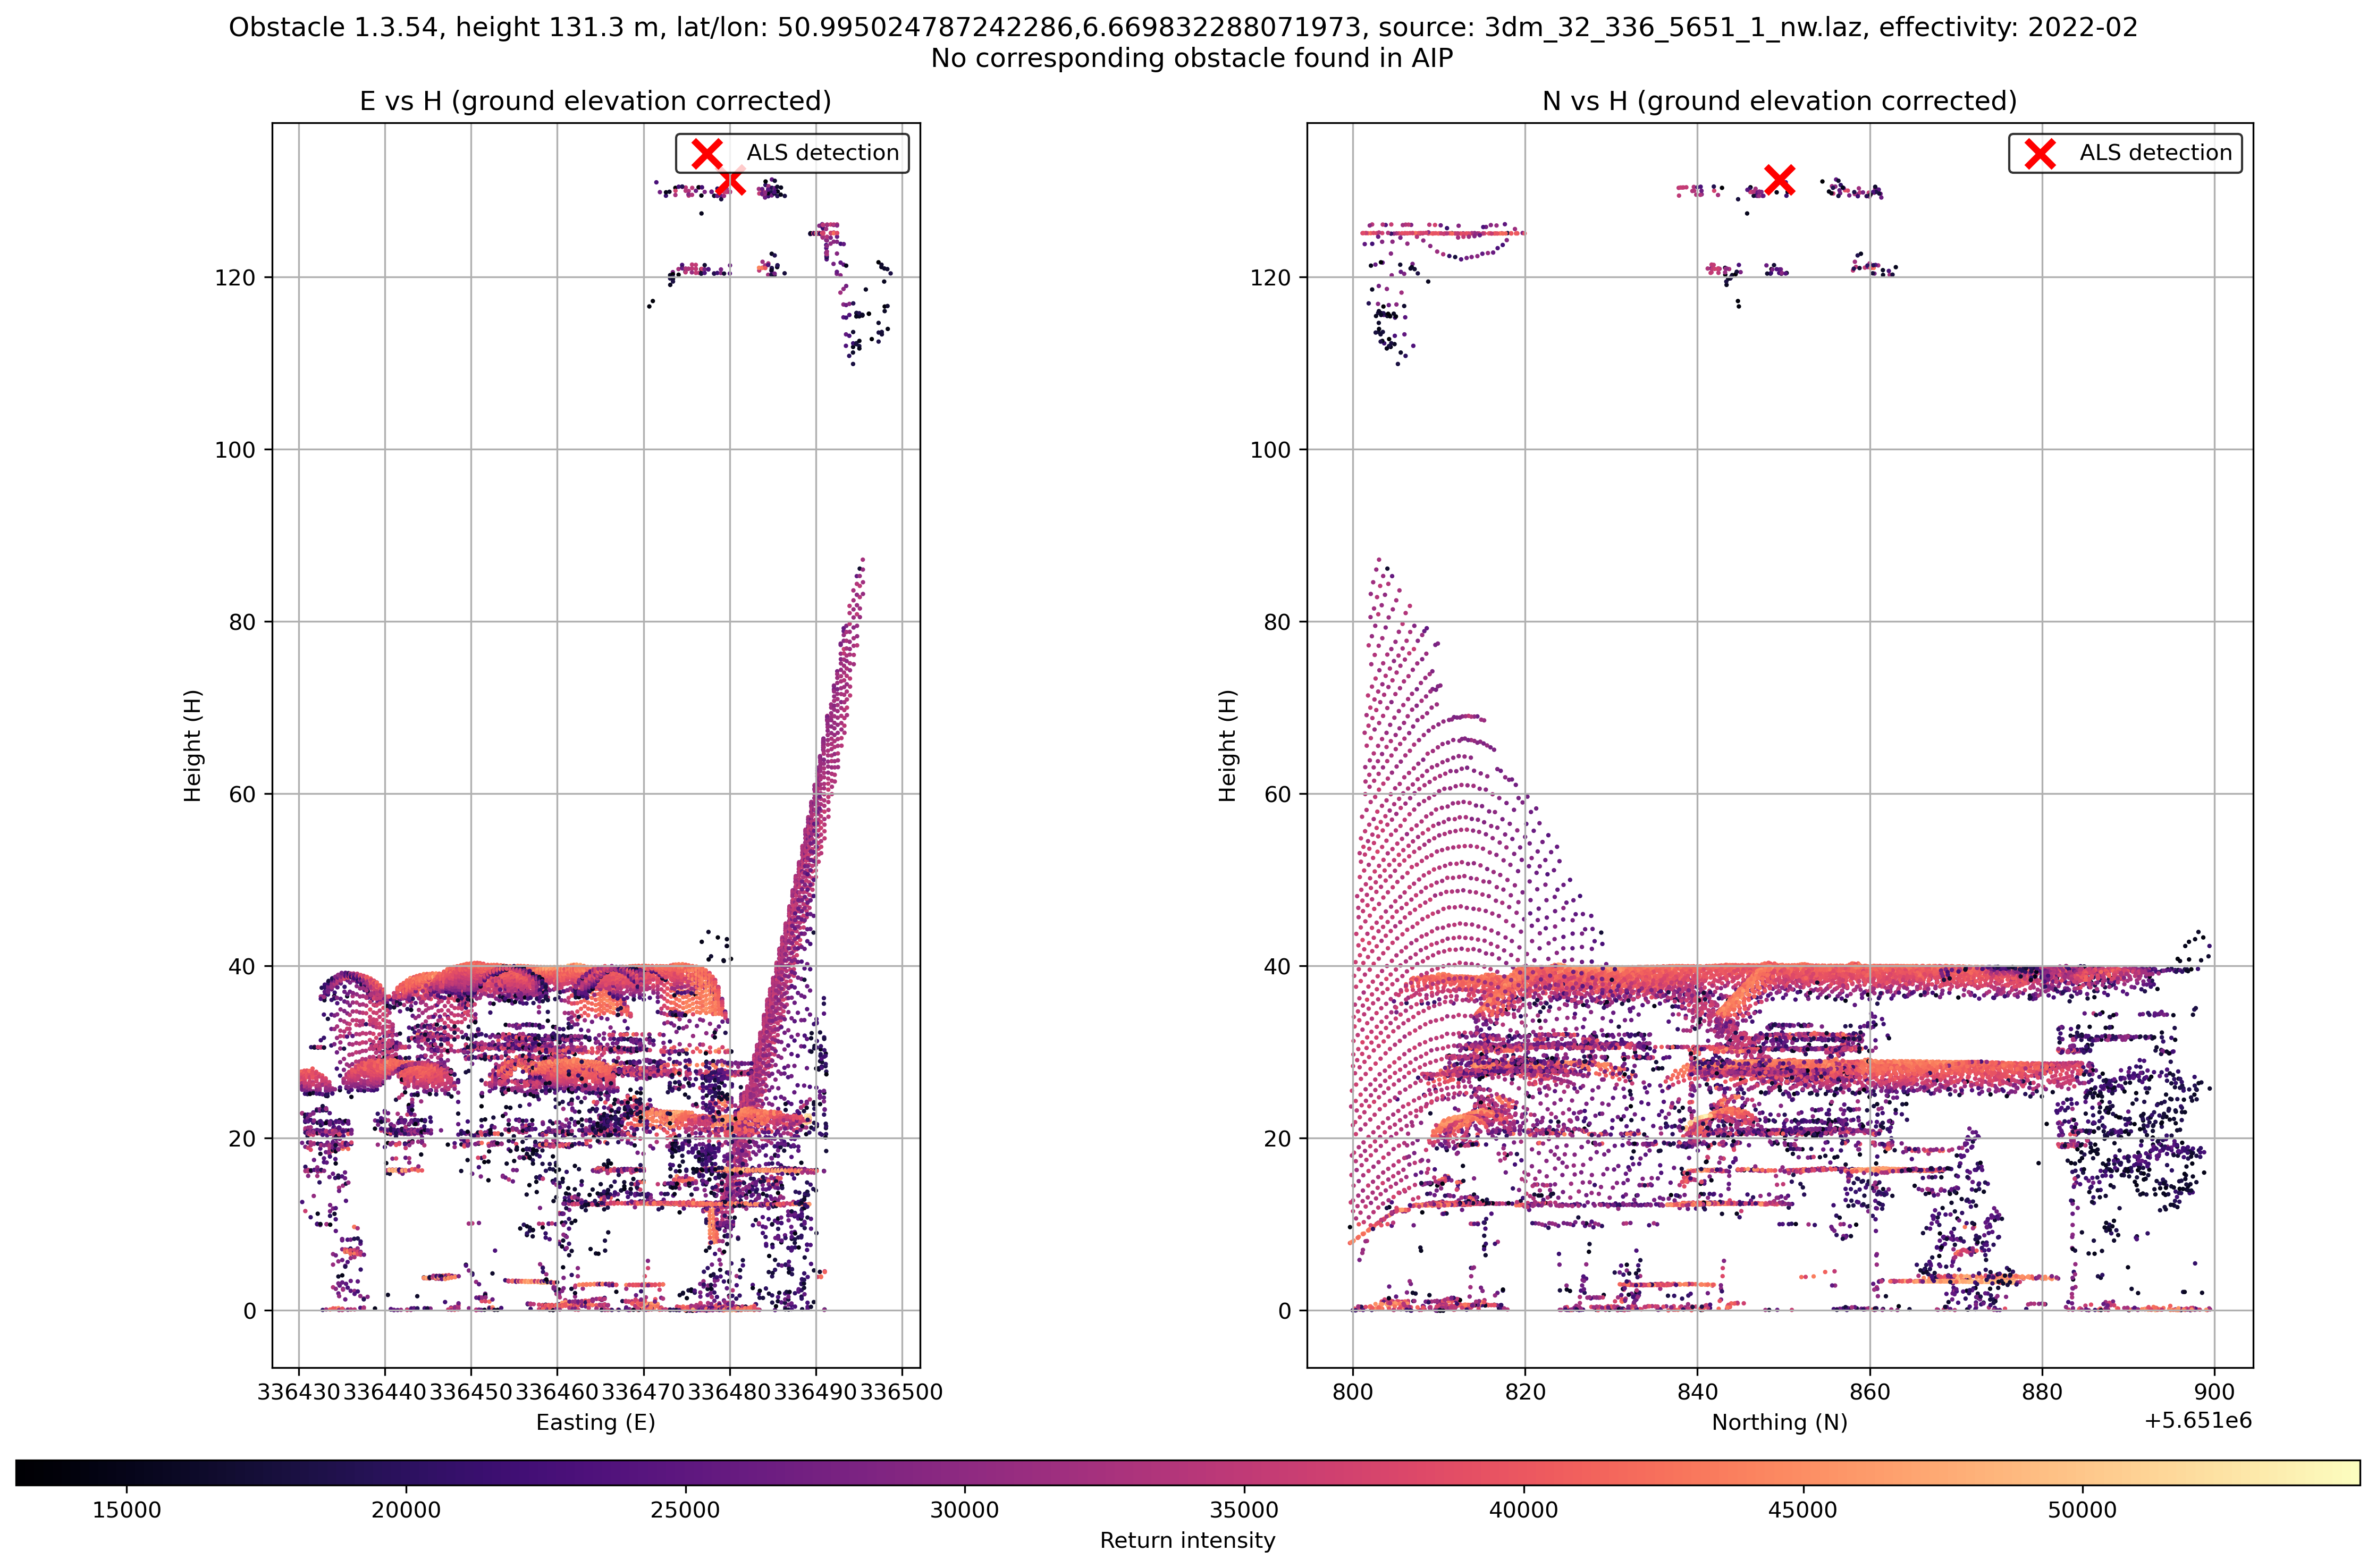 Obstacle 1.3.54, height 131.3 m, lat/lon: 50.995024787242286,6.669832288071973, source: 3dm_32_336_5651_1_nw.laz, effectivity: 2022-02
No corresponding obstacle found in AIP
E vs H (ground elevation corrected)
N vs H (ground elevation corrected)
ALS detection
ALS detection
120
100
80
60
40
20
0
Height (H)
336430 336440 336450 336460 336470 336480 336490 336500
Easting (E)
120
100
80
60
40
20
0
Height (H)
800 820 840 860 880 900
Northing (N)
+5.651e6
15000 20000 25000 30000 35000 40000 45000 50000
Return intensity